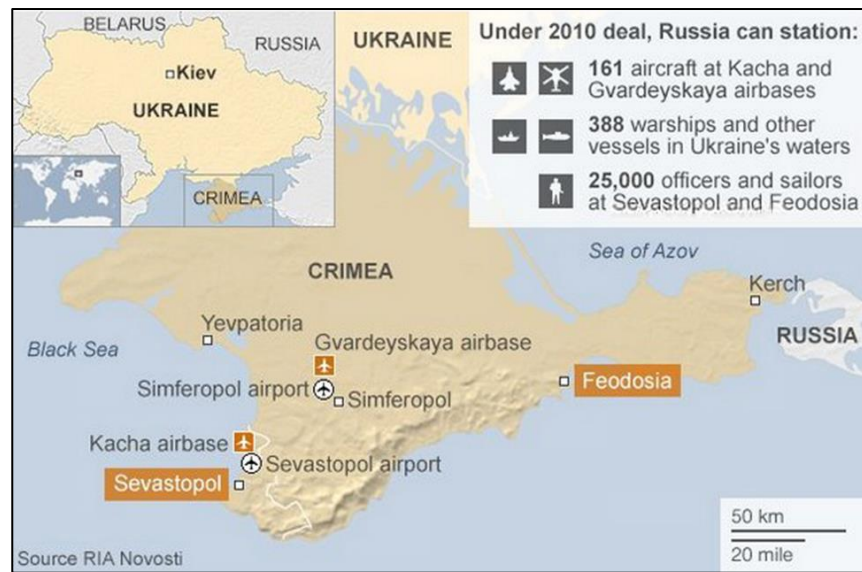 BELARUS
RUSSIA
Kiev
UKRAINE
CRIMEA
UKRAINE
Under 2010 deal, Russia can station:
161 aircraft at Kacha and
Gvardeyskaya airbases
388 warships and other
vessels in Ukraine's waters
25,000 officers and sailors
at Sevastopol and Feodosia
Sea of Azov
CRIMEA
Kerch
Yevpatoria
RUSSIA
Black Sea
Gvardeyskaya airbase
Simferopol airport
Simferopol
Feodosia
Kacha airbase
Sevastopol airport
Sevastopol
50 km
20 mile
Source RIA Novosti